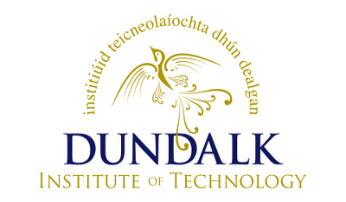 institiúid teicneolaíochta dhún dealgan
DUNDALK
INSTITUTE OF TECHNOLOGY